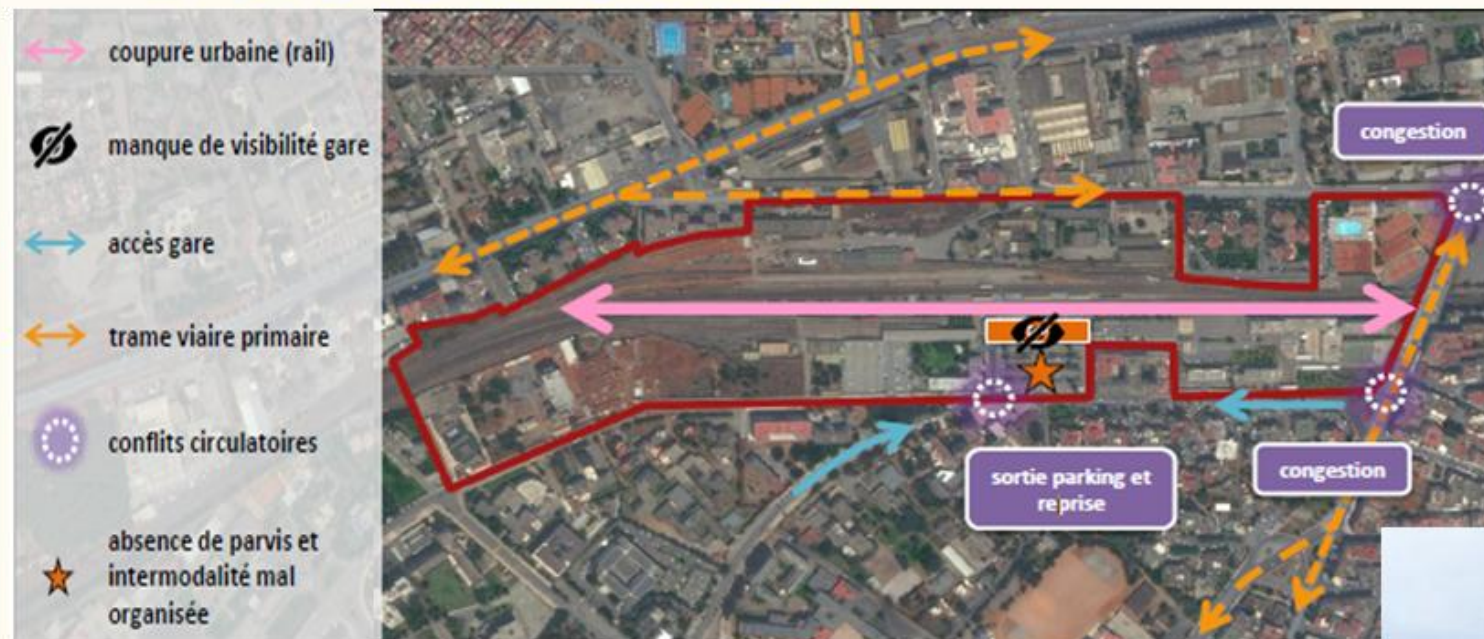 coupure urbaine (rail)
manque de visibilité gare
accès gare
trame viaire primaire
conflits circulatoires
absence de parvis et
intermodalité mal
organisée
congestion
sortie parking et
reprise
congestion